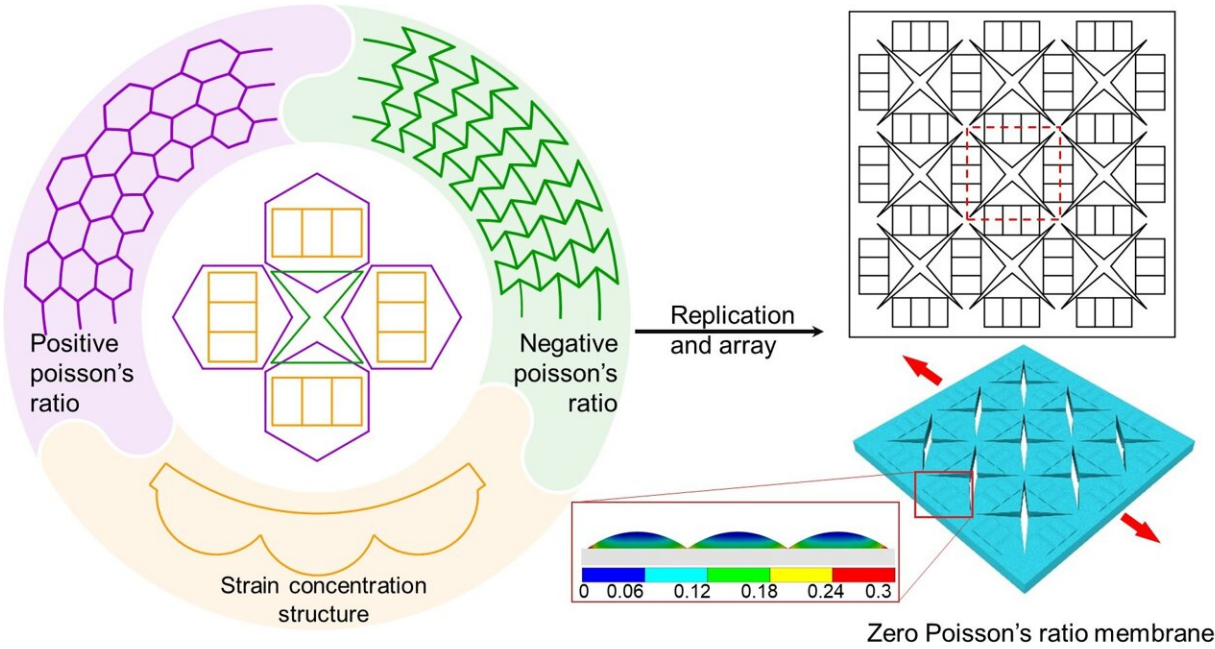 Positive
poisson's
ratio
Negative
poisson's
ratio
Strain concentration
structure
Replication
and array
0 0.06 0.12 0.18 0.24 0.3
Zero Poisson's ratio membrane